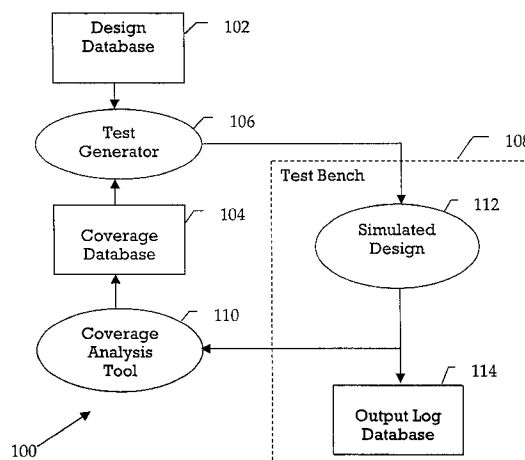 Design
Database
102
Test
Generator
106
108
Test Bench
Simulated
Design
112
Coverage
Database
104
Coverage
Analysis
Tool
110
Output Log
Database
114
100